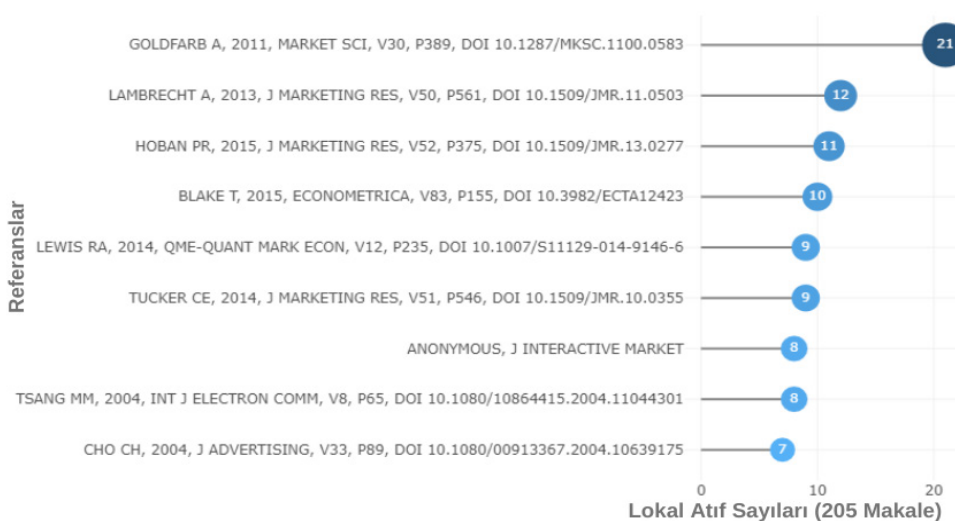 GOLDFARB A, 2011, MARKET SCI, V30, P389, DOI 10.1287/MKSC.1100.0583
21
LAMBRECHT A, 2013, J MARKETING RES, V50, P561, DOI 10.1509/JMR.11.0503
12
HOBAN PR, 2015, J MARKETING RES, V52, P375, DOI 10.1509/JMR.13.0277
11
BLAKE T, 2015, ECONOMETRICA, V83, P155, DOI 10.3982/ECTA12423
10
LEWIS RA, 2014, QME-QUANT MARK ECON, V12, P235, DOI 10.1007/S11129-014-9146-6
9
TUCKER CE, 2014, J MARKETING RES, V51, P546, DOI 10.1509/JMR.10.0355
9
ANONYMOUS, J INTERACTIVE MARKET
8
TSANG MM, 2004, INT J ELECTRON COMM, V8, P65, DOI 10.1080/10864415.2004.11044301
8
CHO CH, 2004, J ADVERTISING, V33, P89, DOI 10.1080/00913367.2004.10639175
7
Referanslar
0 10 20
Lokal Atıf Sayıları (205 Makale)